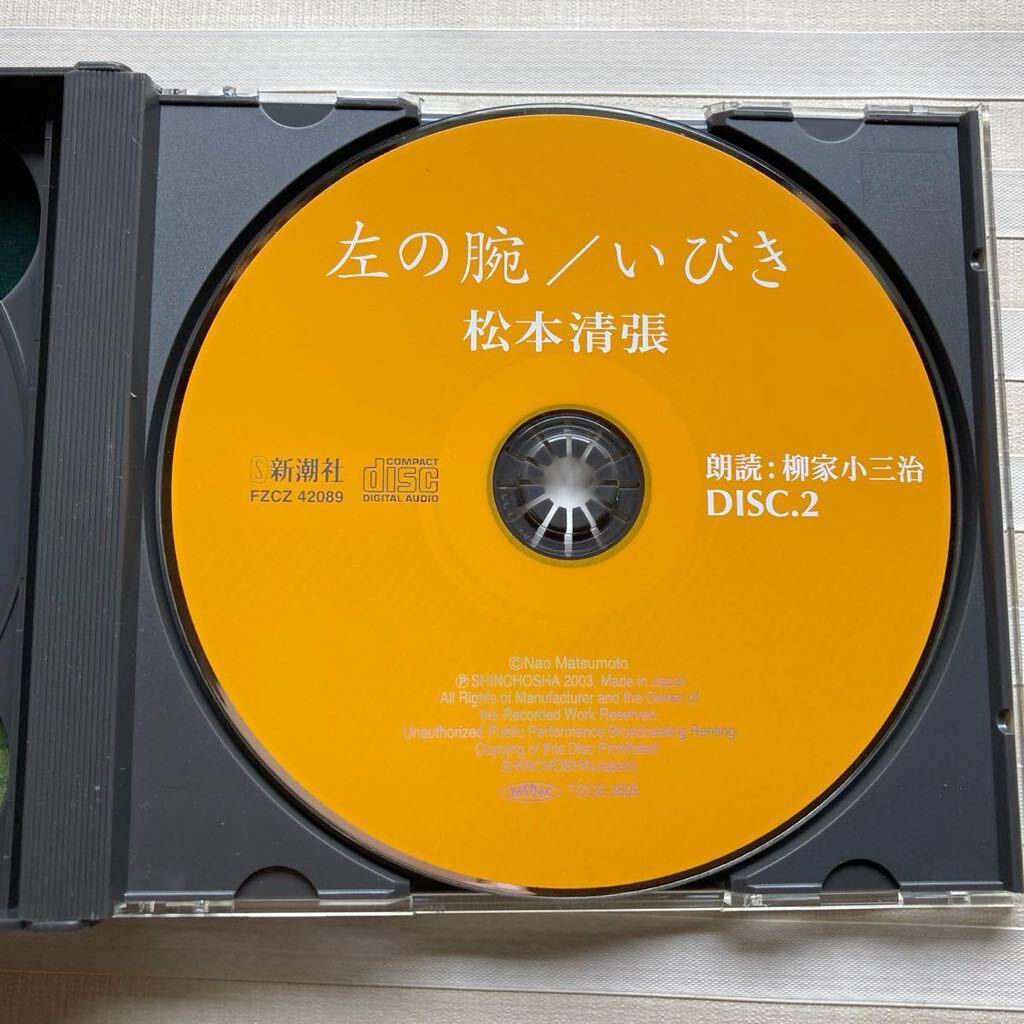 左の腕／いびき
松本清張
新潮社
FZCZ 42089
COMPACT
disc
DIGITAL AUDIO
朗読：柳家小三治
DISC.2
©Nao Matsumoto
Ⓟ SHINCHOSHA 2003. Made in Japan
All Rights of Manufacturer and the Owner of
the Recorded Work Reserved.
Unauthorized Public Performance,Broadcasting,Renting,
Copying of this Disc Prohibited.
SHINCHOSHA(Japan)